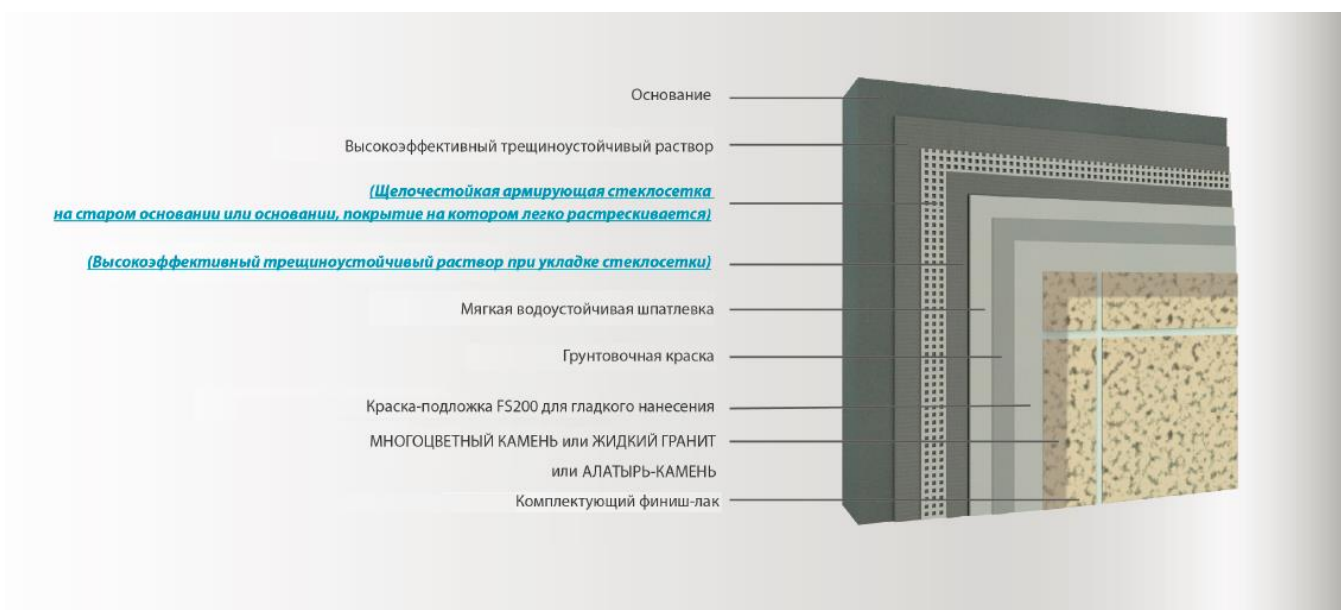 Основание
Высокоэффективный трещиноустойчивый раствор
(Щелочестойкая армирующая стеклосетка
на старом основании или основании, покрытие на котором легко растрескивается)
(Высокоэффективный трещиноустойчивый раствор при укладке стеклосетки)
Мягкая водоустойчивая шпатлевка
Грунтовочная краска
Краска-подложка FS200 для гладкого нанесения
МНОГОЦВЕТНЫЙ КАМЕНЬ или ЖИДКИЙ ГРАНИТ
или АЛАТЫРЬ-КАМЕНЬ
Комплектующий финиш-лак